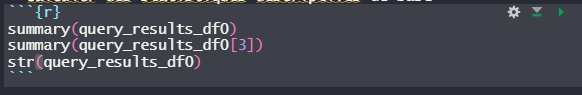 ```{r}
summary(query_results_df0)
summary(query_results_df0[3])
str(query_results_df0)
```